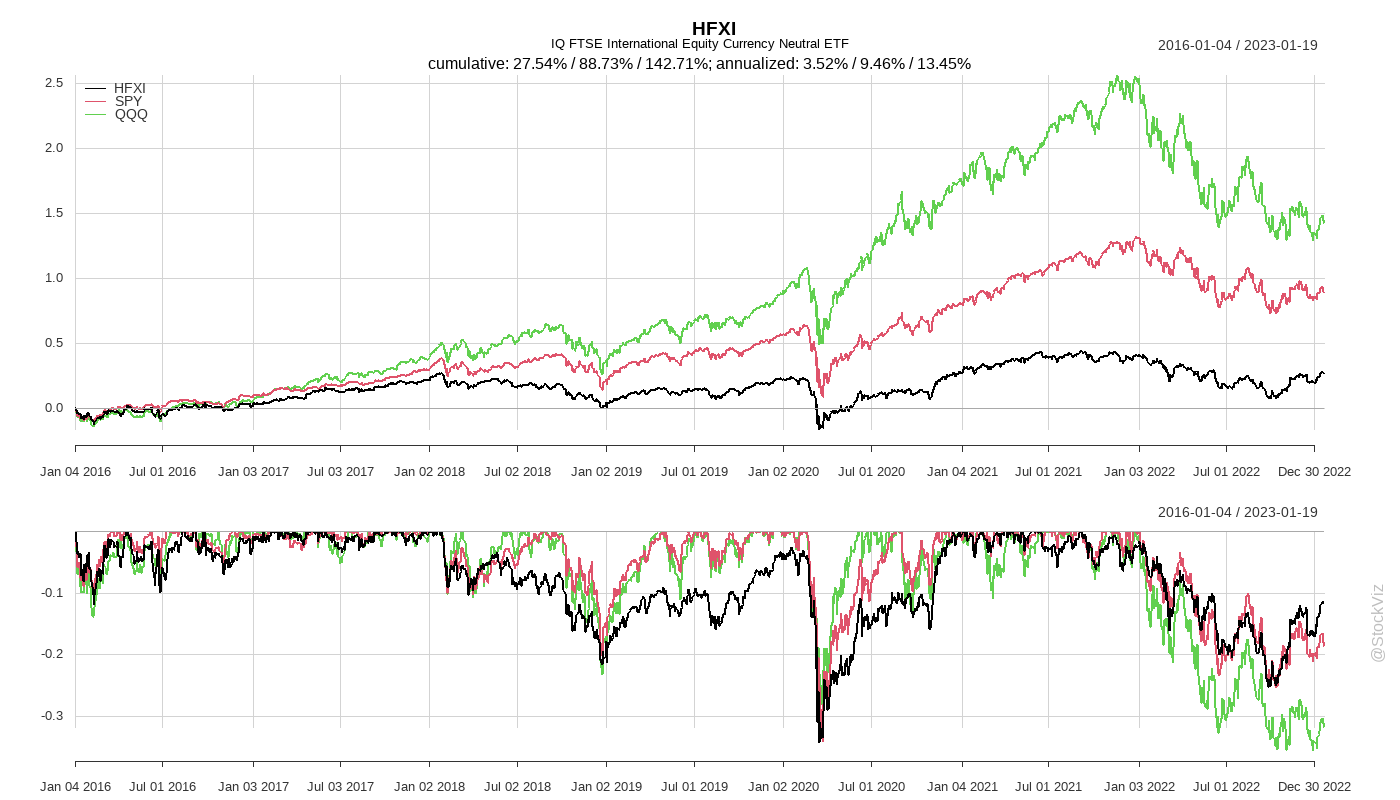 HFXI
IQ FTSE International Equity Currency Neutral ETF
2016-01-04 / 2023-01-19
cumulative: 27.54% / 88.73% / 142.71%; annualized: 3.52% / 9.46% / 13.45%
HFXI
SPY
QQQ
2.5
2.0
1.5
1.0
0.5
0.0
Jan 04 2016 Jul 01 2016 Jan 03 2017 Jul 03 2017 Jan 02 2018 Jul 02 2018 Jan 02 2019 Jul 01 2019 Jan 02 2020 Jul 01 2020 Jan 04 2021 Jul 01 2021 Jan 03 2022 Jul 01 2022 Dec 30 2022
2016-01-04 / 2023-01-19
-0.1
-0.2
-0.3
Jan 04 2016 Jul 01 2016 Jan 03 2017 Jul 03 2017 Jan 02 2018 Jul 02 2018 Jan 02 2019 Jul 01 2019 Jan 02 2020 Jul 01 2020 Jan 04 2021 Jul 01 2021 Jan 03 2022 Jul 01 2022 Dec 30 2022
@StockViz